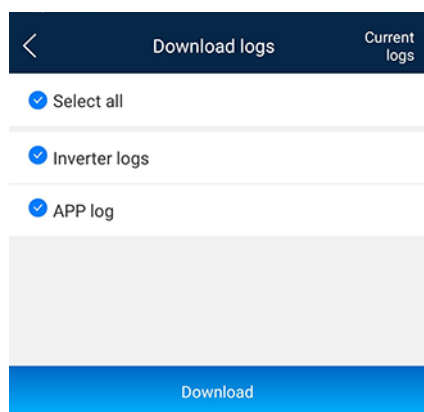 Download logs
Current
logs
Select all
Inverter logs
APP log
Download